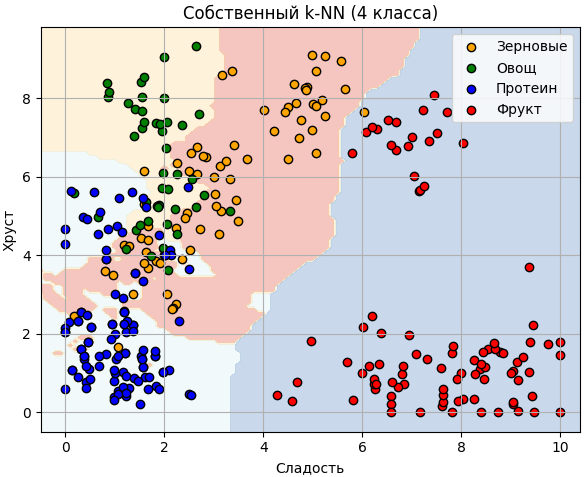 Собственный k-NN (4 класса)
Зерновые
Овощ
Протеин
Фрукт
Хруст
8
6
4
2
0
0 2 4 6 8 10
Сладость